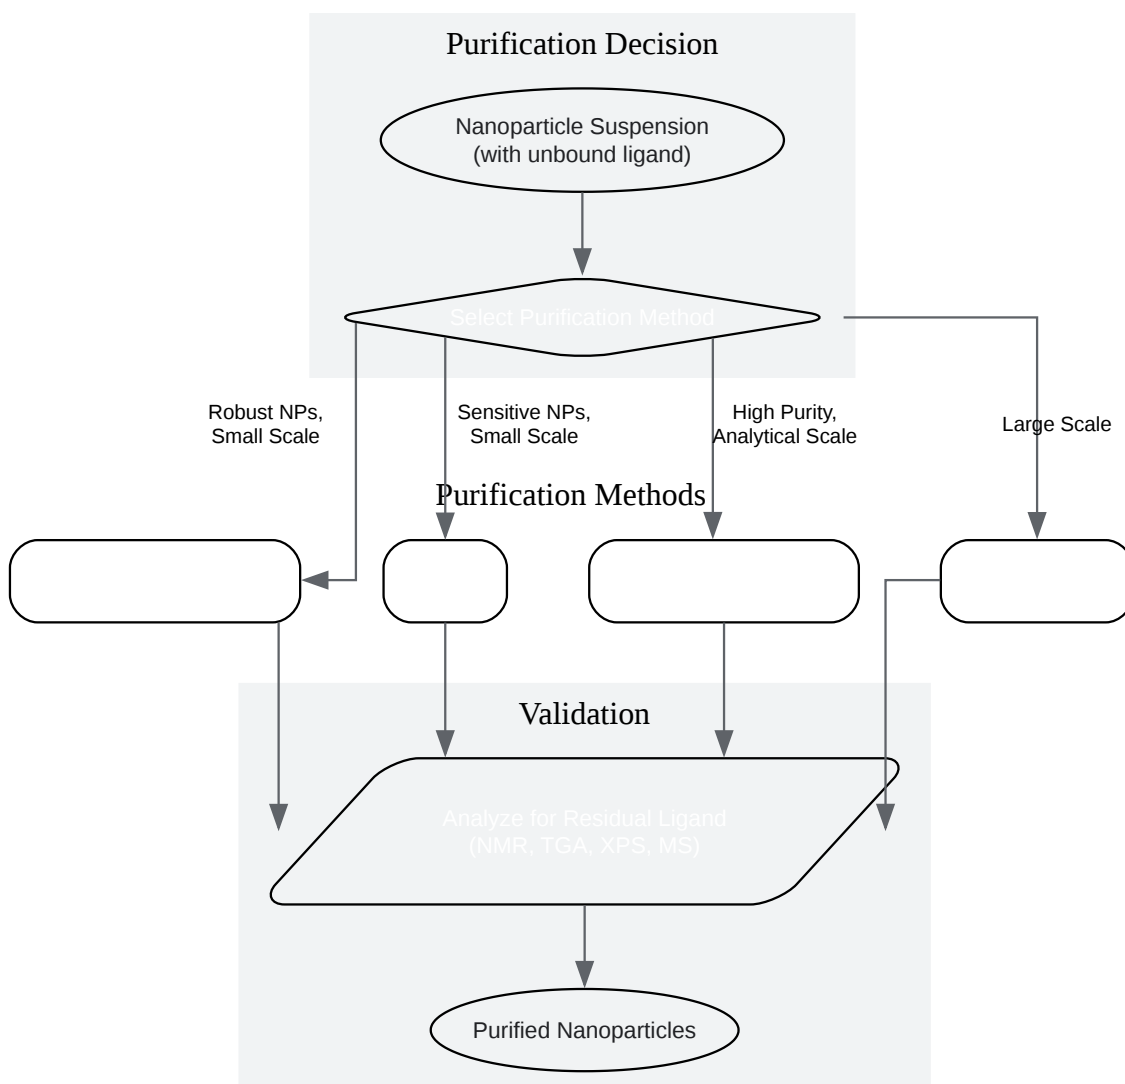 Purification Decision
Nanoparticle Suspension
(with unbound ligand)
Select Purification Method
Robust NPs,
Small Scale
Sensitive NPs,
Small Scale
High Purity,
Analytical Scale
Large Scale
Purification Methods
Validation
Analyze for Residual Ligand
(NMR, TGA, XPS, MS)
Purified Nanoparticles